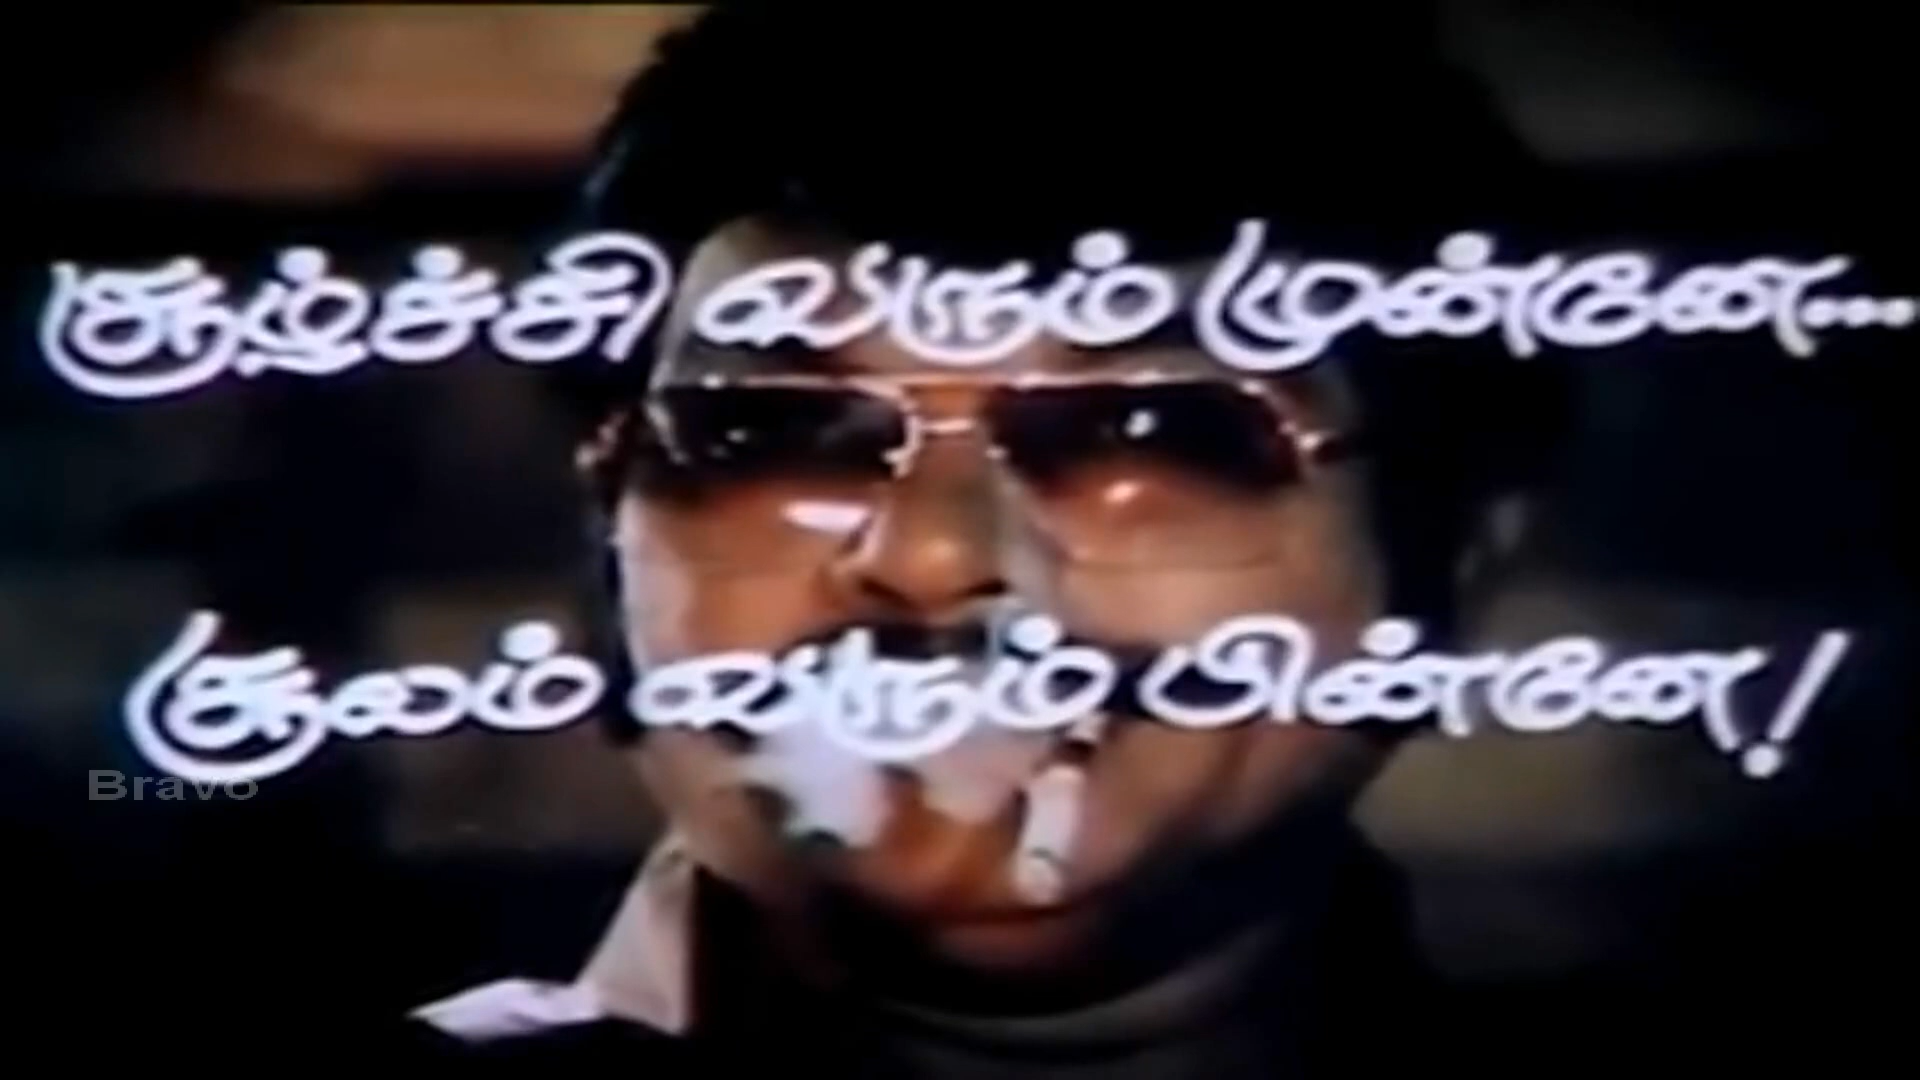 சூழ்ச்சி வரும் முன்னே...
சூலம் வரும் பின்னே!
Bravo